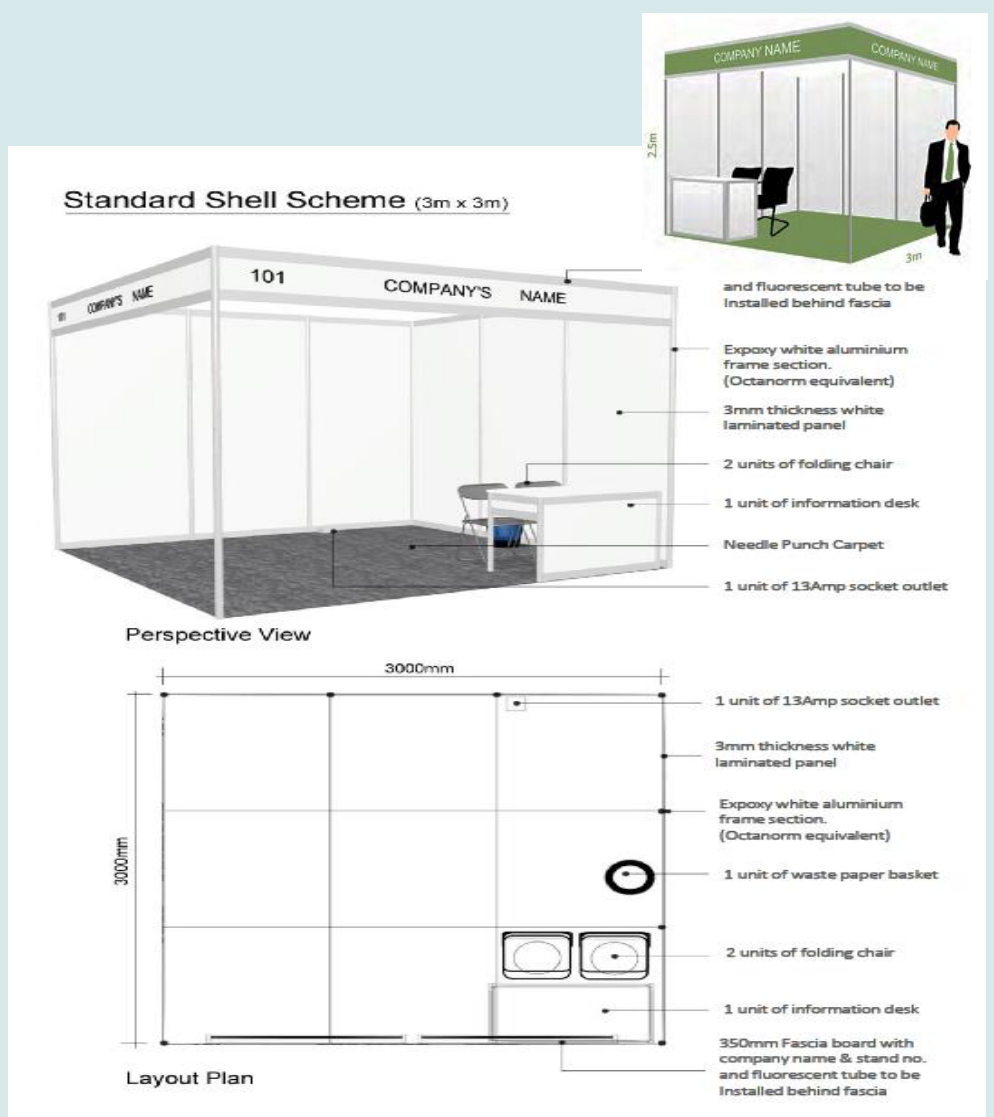 COMPANY NAME
COMPANY NAME
2.5m
3m
Standard Shell Scheme (3m x 3m)
101 COMPANY'S NAME
101 COMPANY'S NAME
and fluorescent tube to be
Installed behind fascia
Expoxy white aluminium
frame section.
(Octanorm equivalent)
3mm thickness white
laminated panel
2 units of folding chair
1 unit of information desk
Needle Punch Carpet
1 unit of 13Amp socket outlet
Perspective View
3000mm
3000mm
1 unit of 13Amp socket outlet
3mm thickness white
laminated panel
Expoxy white aluminium
frame section.
(Octanorm equivalent)
1 unit of waste paper basket
2 units of folding chair
1 unit of information desk
350mm Fascia board with
company name & stand no.
and fluorescent tube to be
Installed behind fascia
Layout Plan